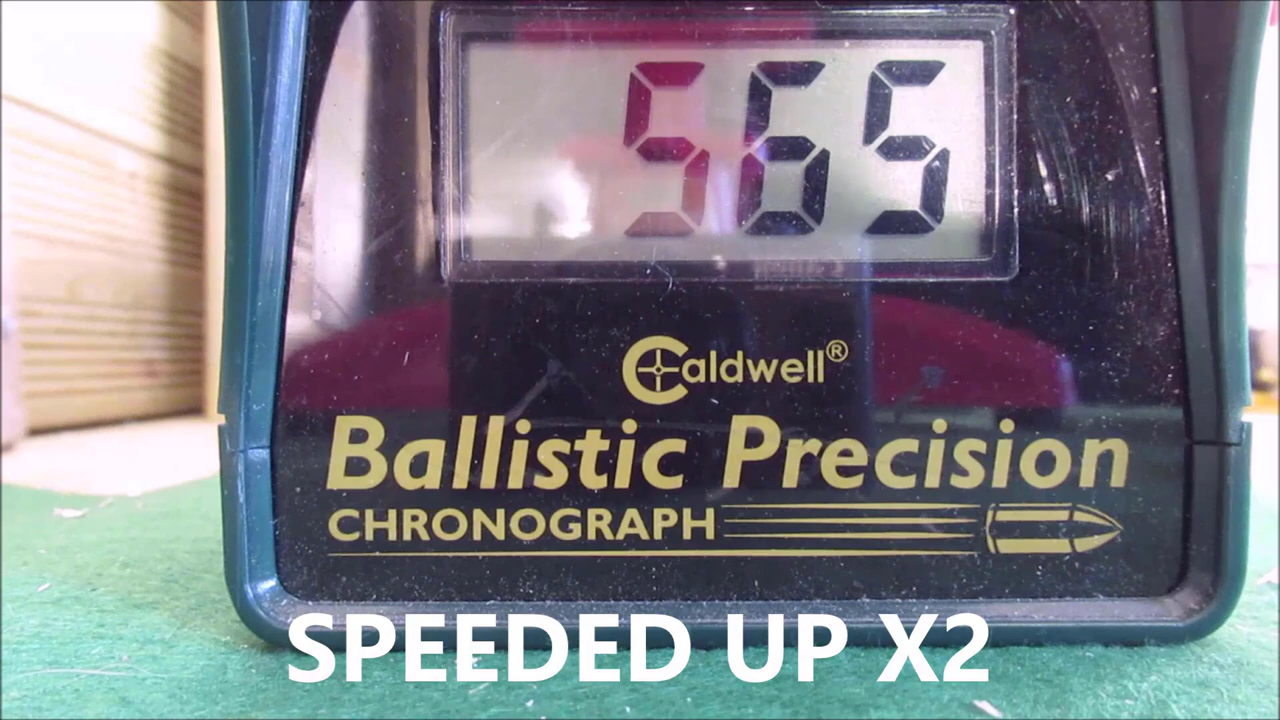 565
Caldwell®
Ballistic Precision
CHRONOGRAPH
SPEEDED UP X2